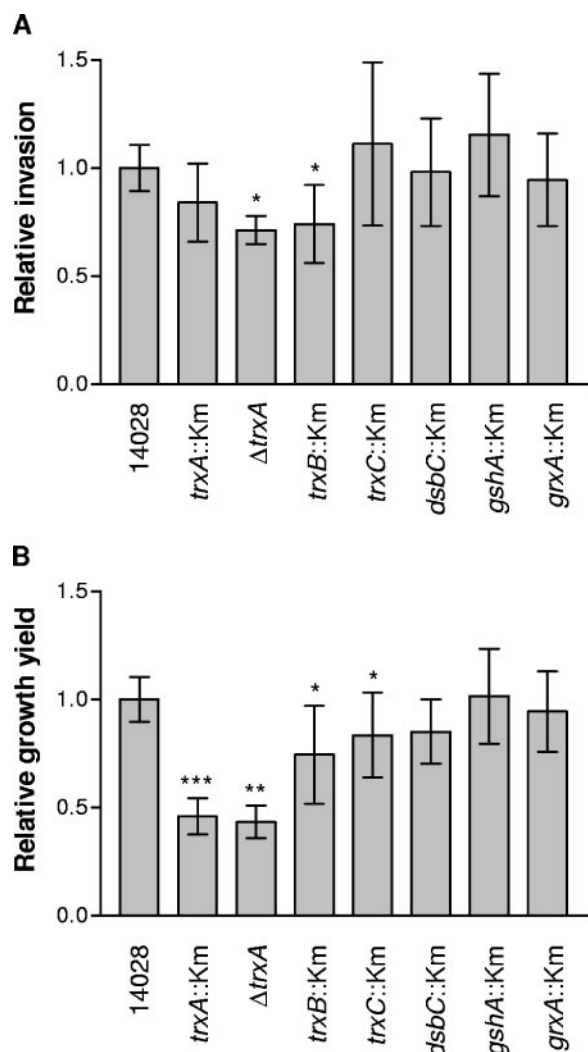 A
Relative invasion
1.5
1.0
0.5
0.0
* *
14028
trxA::Km
ΔtrxA
trxB::Km
trxC::Km
dsbC::Km
gshA::Km
grxA::Km
B
Relative growth yield
1.5
1.0
0.5
0.0
*** ** * *
14028
trxA::Km
ΔtrxA
trxB::Km
trxC::Km
dsbC::Km
gshA::Km
grxA::Km